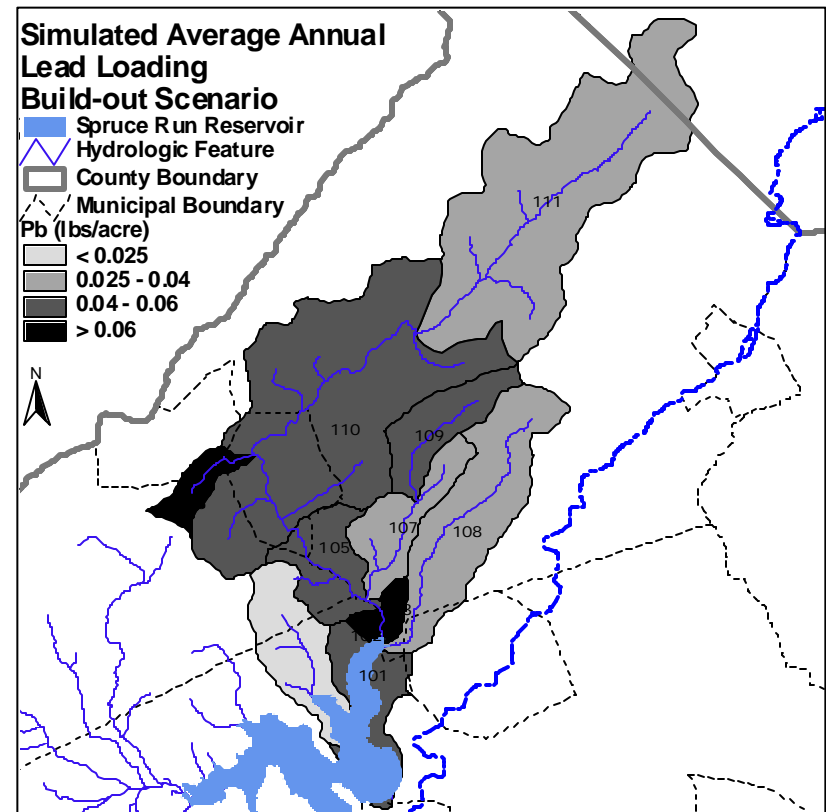 Simulated Average Annual
Lead Loading
Build-out Scenario
Spruce Run Reservoir
Hydrologic Feature
County Boundary
Municipal Boundary
Pb (lbs/acre)
< 0.025
0.025 - 0.04
0.04 - 0.06
> 0.06
N
111
110
109
107
108
105
101